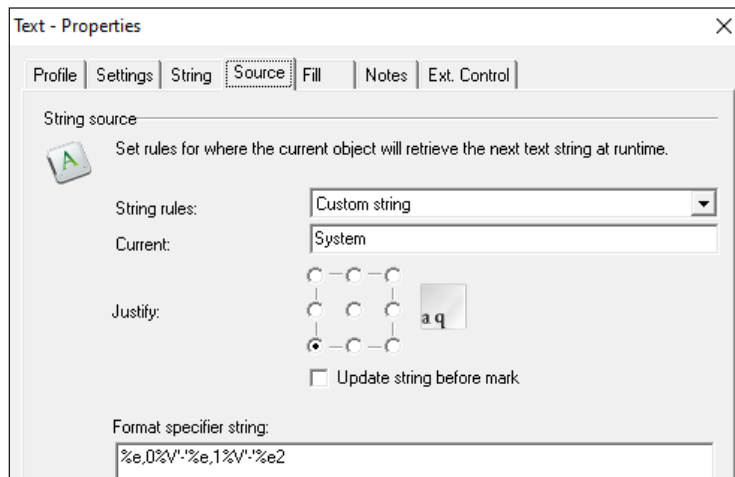 Text - Properties
Profile Settings String Source Fill Notes Ext. Control
String source
A
Set rules for where the current object will retrieve the next text string at runtime.
String rules: Custom string
Current: System
Justify:
a q
Update string before mark
Format specifier string:
%e,0%V'-'%e,1%V'-'%e2